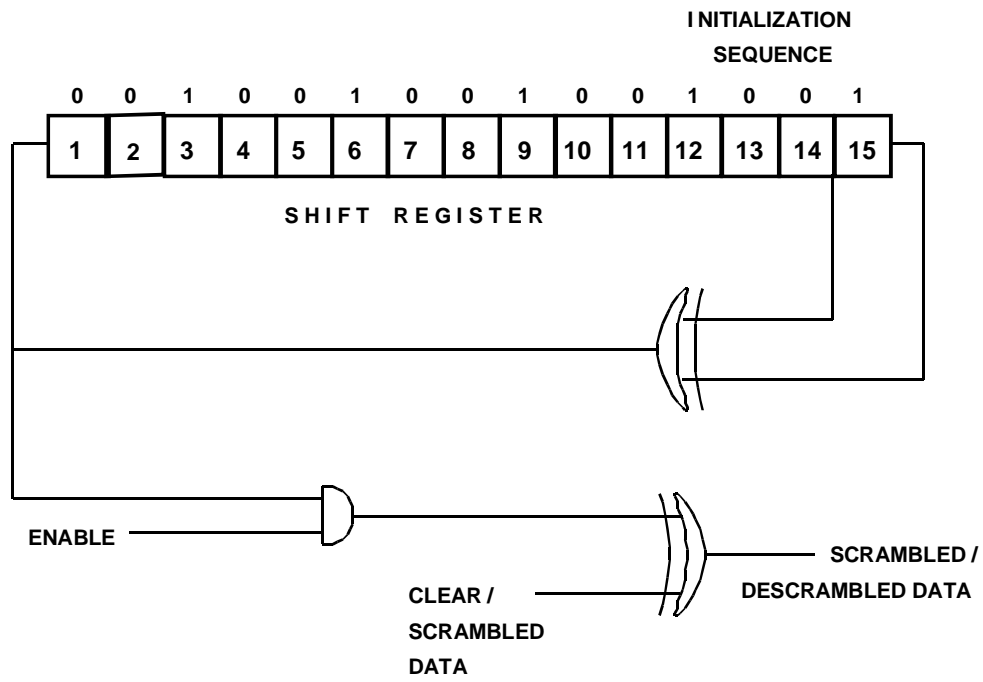 INITIALIZATION
SEQUENCE
0 0 1 0 0 1 0 0 1 0 0 1 0 0 1
1 2 3 4 5 6 7 8 9 10 11 12 13 14 15
SHIFT REGISTER
ENABLE
SCRAMBLED /
DESCRAMBLED DATA
CLEAR /
SCRAMBLED
DATA